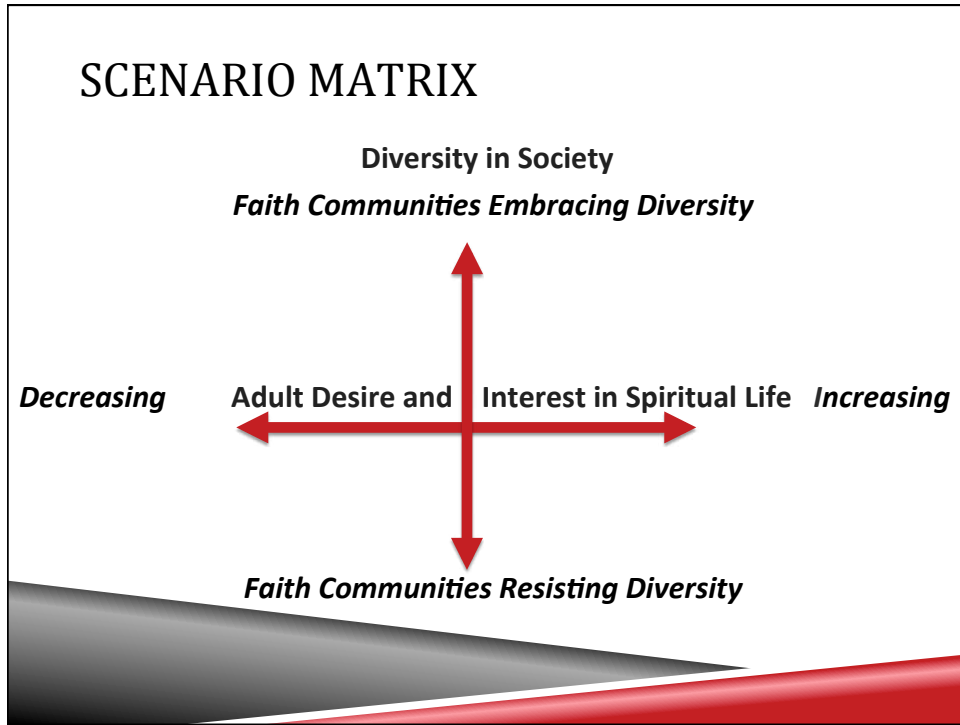 SCENARIO MATRIX
Diversity in Society
Faith Communities Embracing Diversity
Decreasing Adult Desire and Interest in Spiritual Life Increasing
Faith Communities Resisting Diversity